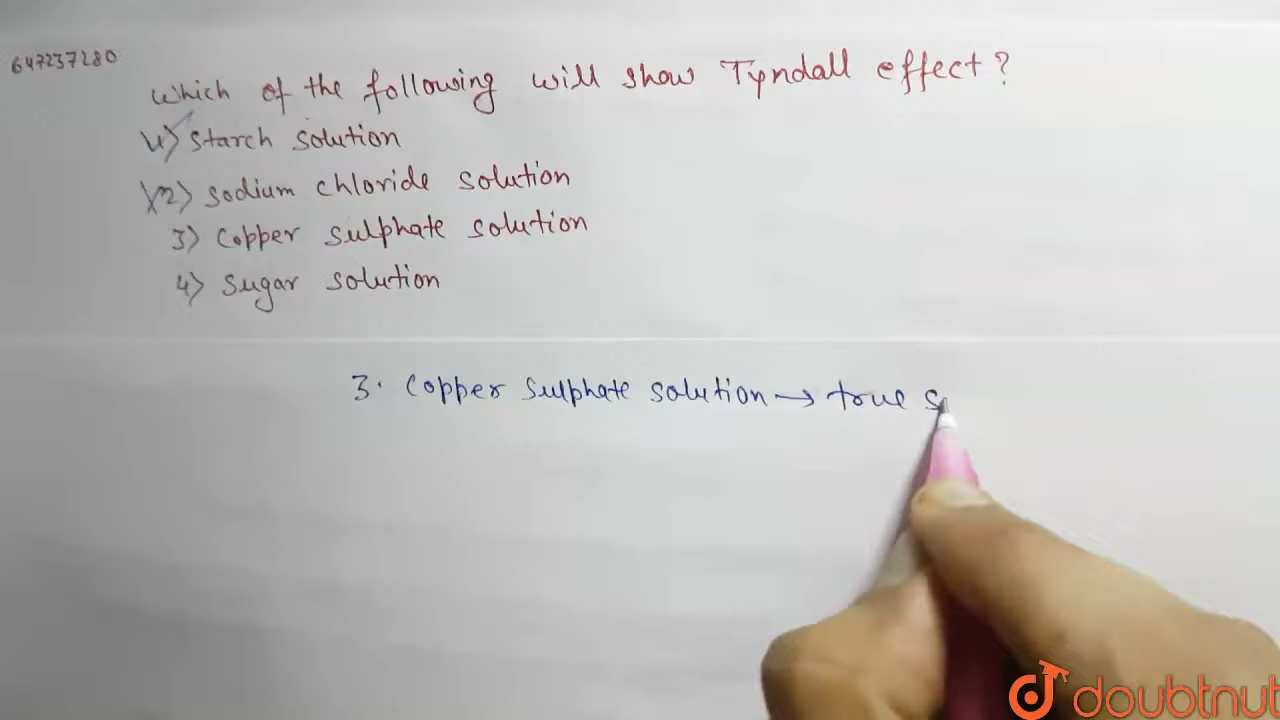 647237280
Which of the following will show Tyndall effect?
1) Starch solution
2) Sodium chloride solution
3) Copper sulphate solution
4) Sugar solution
3. Copper Sulphate Solution → true s
doubtnut